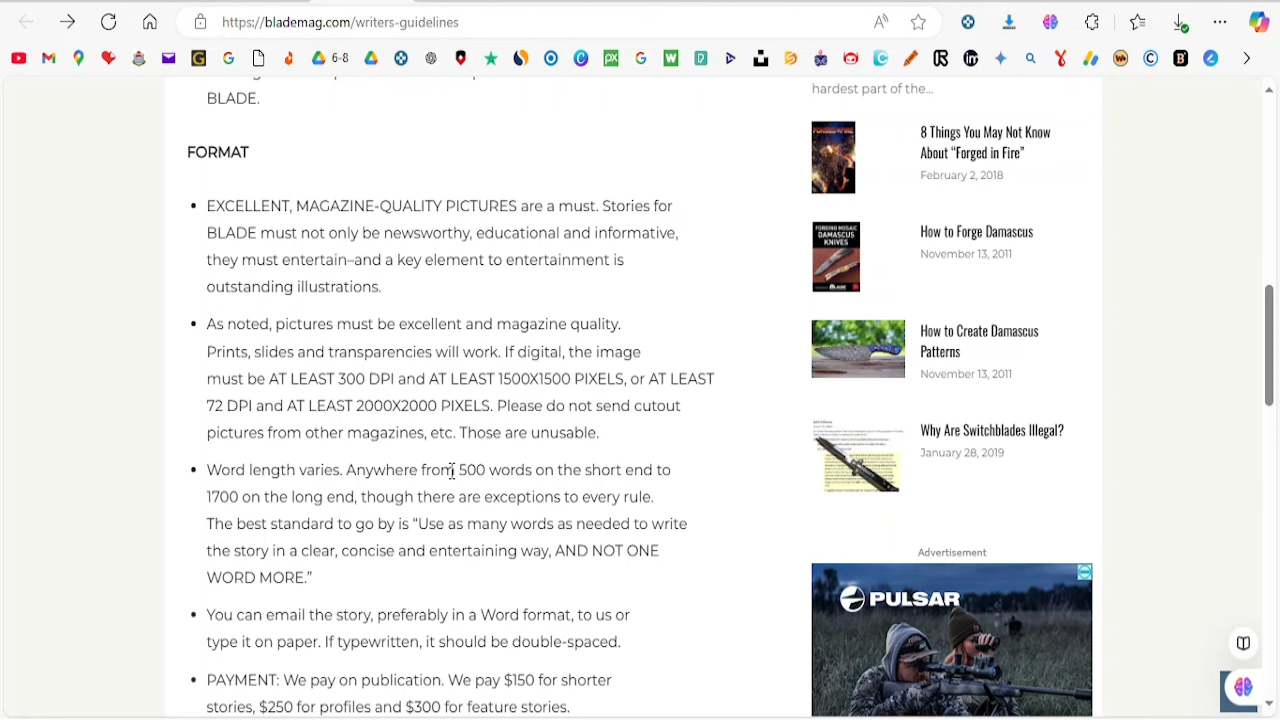 https://blademag.com/writers-guidelines
6-8
BLADE.
hardest part of the...
FORMAT
EXCELLENT, MAGAZINE-QUALITY PICTURES are a must. Stories for
BLADE must not only be newsworthy, educational and informative,
they must entertain–and a key element to entertainment is
outstanding illustrations.
As noted, pictures must be excellent and magazine quality.
Prints, slides and transparencies will work. If digital, the image
must be AT LEAST 300 DPI and AT LEAST 1500X1500 PIXELS, or AT LEAST
72 DPI and AT LEAST 2000X2000 PIXELS. Please do not send cutout
pictures from Those are unusable.
Word length varies anywhere from 500 words on the short end to
1700 on the long end, though there are exceptions to every rule.
The best standard to go by is “use as many words as needed to write
the story in a clear, concise and entertaining way, AND NOT ONE
WORD MORE.”
You can email the story, preferably in a Word format, to us or
type it on paper. If typewritten, it should be double-spaced.
PAYMENT: We pay on publication. We pay $150 for shorter
stories, $250 for profiles and $300 for feature stories.
8 Things You May Not Know
About “Forged in Fire”
February 2, 2018
FORGING MOSAIC
DAMASCUS
KNIVES
BLADE
How to Forge Damascus
November 13, 2011
How to Create Damascus
Patterns
November 13, 2011
Why Are Switchblades Illegal?
January 28, 2019
Advertisement
PULSAR